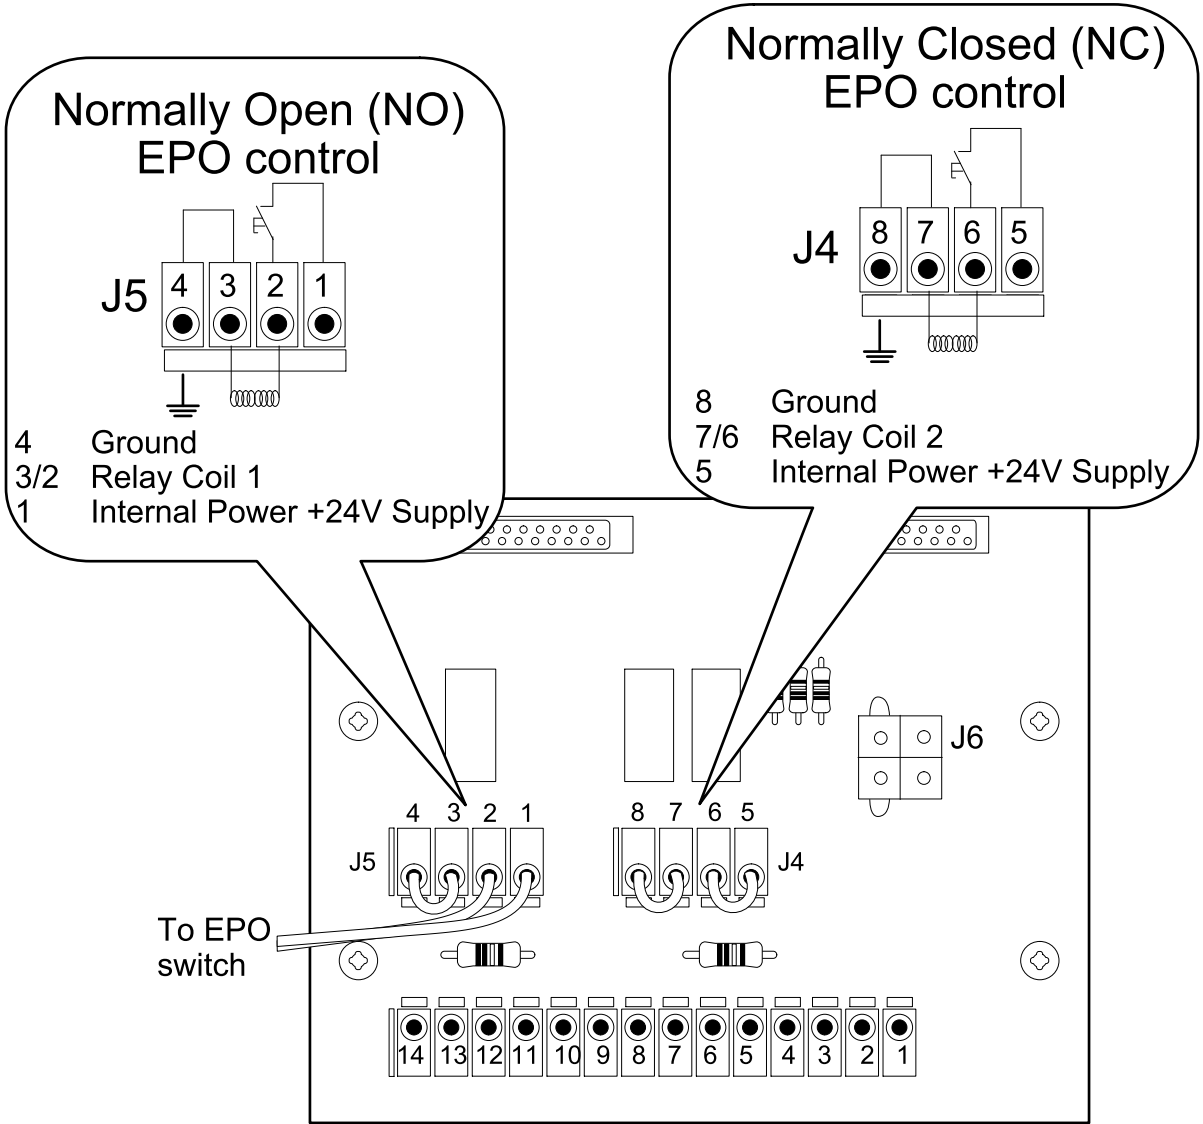 Normally Open (NO)
EPO control
J5
4 3 2 1
4 Ground
3/2 Relay Coil 1
1 Internal Power +24V Supply
Normally Closed (NC)
EPO control
J4
8 7 6 5
8 Ground
7/6 Relay Coil 2
5 Internal Power +24V Supply
J6
4 3 2 1
J5
8 7 6 5
J4
To EPO
switch
14 13 12 11 10 9 8 7 6 5 4 3 2 1